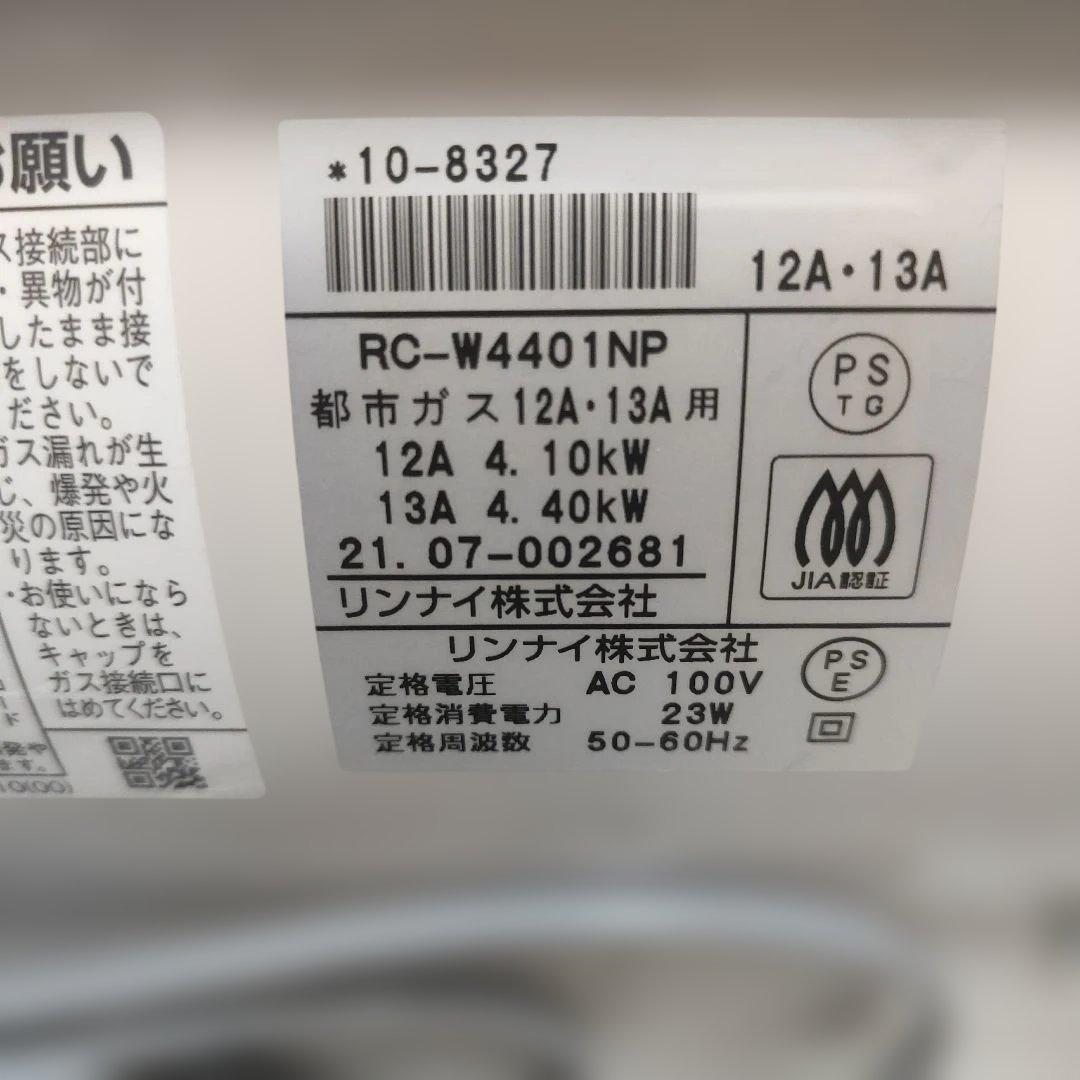 お願い
ス接続部に
・異物が付
したまま接
をしないで
ださい。
ガス漏れが生
じ、爆発や火
災の原因にな
ります。
・お使いになら
ないときは、
キャップを
ガス接続口に
はめてください。
ド
発や
ます。
10(00)
*10-8327
12A・13A
RC-W4401NP
都市ガス12A・13A用
12A 4.10kW
13A 4.40kW
21.07-002681
リンナイ株式会社
PS
TG
JIA認証
リンナイ株式会社
定格電圧 AC 100V
定格消費電力 23W
定格周波数 50-60Hz
PS
E